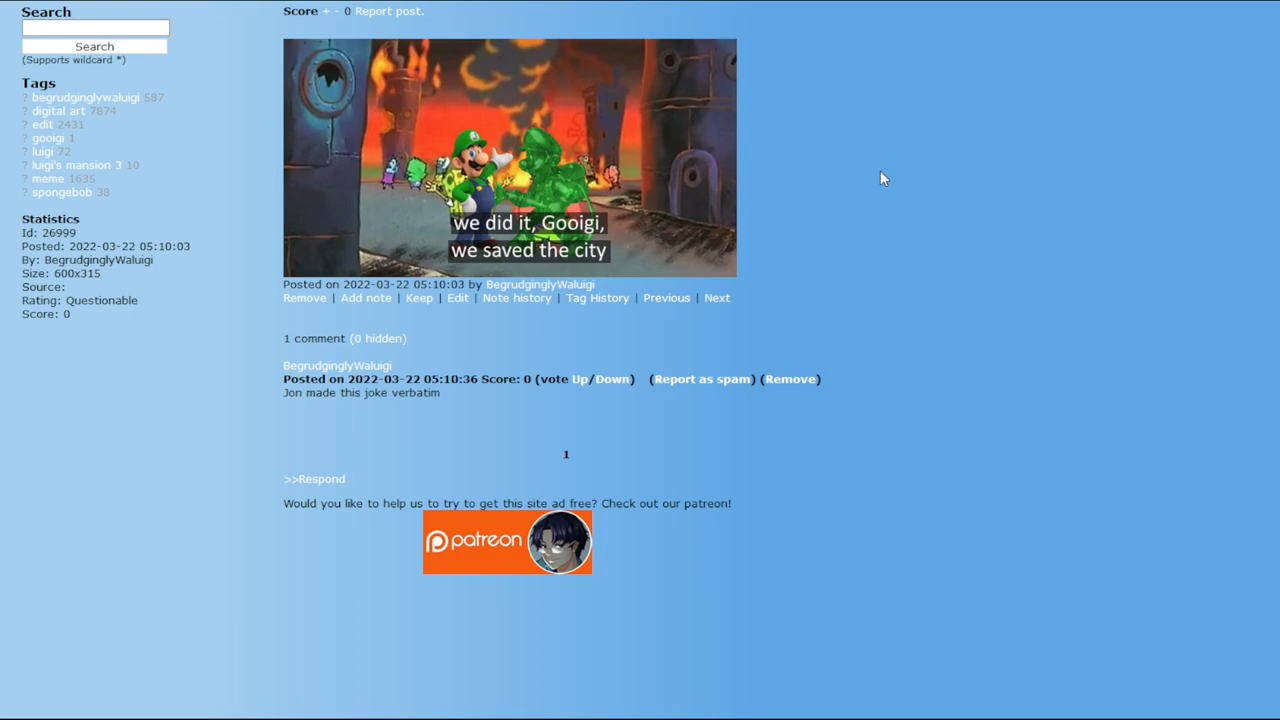 Search
Search
(Supports wildcard *)
Tags
? begrudginglywaluigi 587
? digital art 7874
? edit 2431
? gooigi 1
? luigi 72
? luigi's mansion 3 10
? meme 1635
? spongebob 38
Statistics
Id: 26999
Posted: 2022-03-22 05:10:03
By: BegrudginglyWaluigi
Size: 600x315
Source:
Rating: Questionable
Score: 0
Score + - 0 Report post.
we did it, Gooigi,
we saved the city
Posted on 2022-03-22 05:10:03 by BegrudginglyWaluigi
Remove | Add note | Keep | Edit | Note history | Tag History | Previous | Next
1 comment (0 hidden)
BegrudginglyWaluigi
Posted on 2022-03-22 05:10:36 Score: 0 (vote Up/Down) (Report as spam) (Remove)
Jon made this joke verbatim
1
>>Respond
Would you like to help us to try to get this site ad free? Check out our patreon!
patreon